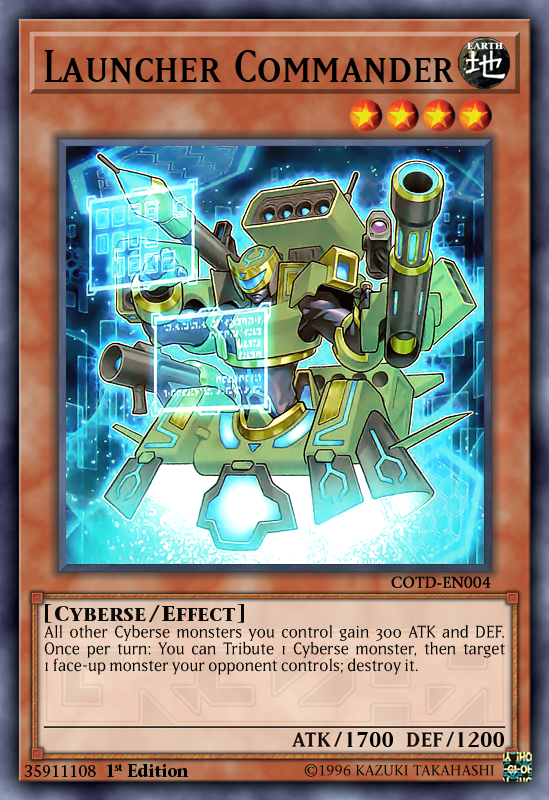 LAUNCHER COMMANDER
EARTH
地
COTD-EN004
[CYBERSE/EFFECT]
All other Cyberse monsters you control gain 300 ATK and DEF.
Once per turn: You can Tribute 1 Cyberse monster, then target
1 face-up monster your opponent controls; destroy it.
ATK/1700 DEF/1200
35911108 1st Edition ©1996 KAZUKI TAKAHASHI